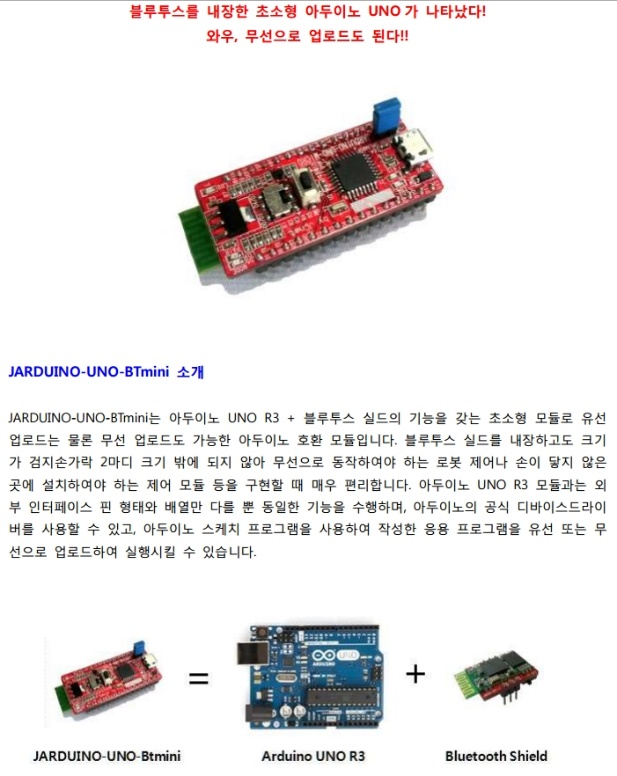 블루투스를 내장한 초소형 아두이노 UNO가 나타났다!
와우, 무선으로 업로드도 된다!!
JARDUINO-UNO-BTmini 소개
JARDUINO-UNO-BTmini는 아두이노 UNO R3 + 블루투스 실드의 기능을 갖는 초소형 모듈로 유선
업로드는 물론 무선 업로드도 가능한 아두이노 호환 모듈입니다. 블루투스 실드를 내장하고도 크기
가 검지손가락 2마디 크기 밖에 되지 않아 무선으로 동작하여야 하는 로봇 제어나 손이 닿지 않은
곳에 설치하여야 하는 제어 모듈 등을 구현할 때 매우 편리합니다. 아두이노 UNO R3 모듈과는 외
부 인터페이스 핀 형태와 배열만 다를 뿐 동일한 기능을 수행하며, 아두이노의 공식 디바이스드라이
버를 사용할 수 있고, 아두이노 스케치 프로그램을 사용하여 작성한 응용 프로그램을 유선 또는 무
선으로 업로드하여 실행시킬 수 있습니다.
= +
UNO
ARDUINO
JARDUINO-UNO-Btmini Arduino UNO R3 Bluetooth Shield